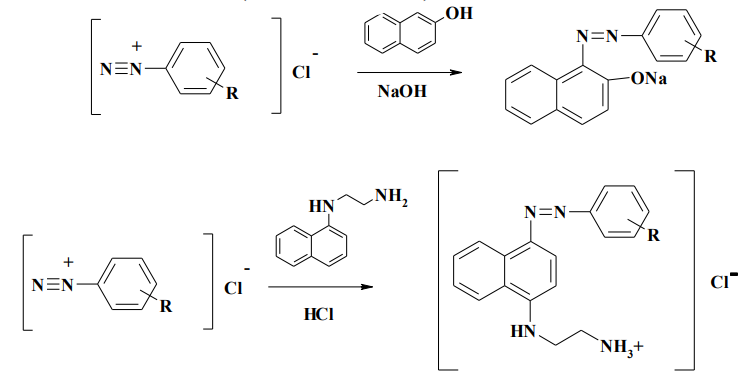 OH
+
N≡N
R
Cl
-
NaOH
N=N
R
ONa
HN
NH2
+
N≡N
R
Cl
-
HCl
N=N
R
HN
NH3+
Cl-